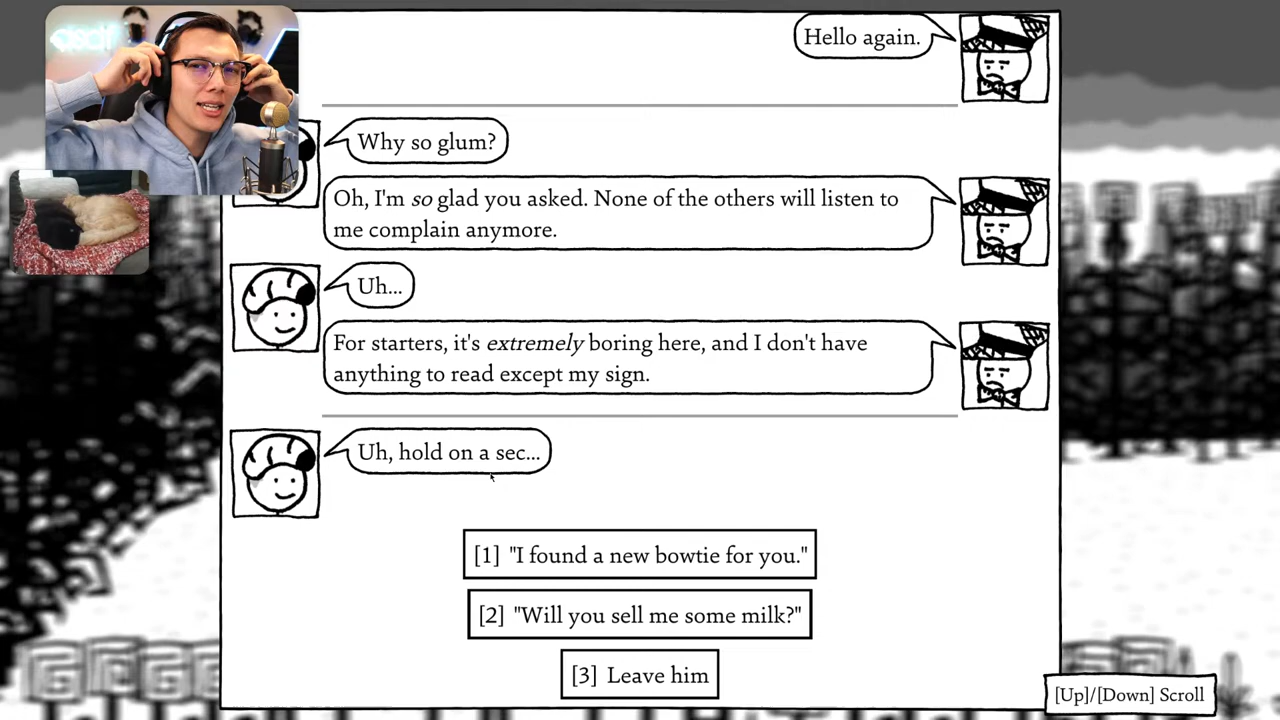 Hello again.
Why so glum?
Oh, I'm so glad you asked. None of the others will listen to
me complain anymore.
Uh...
For starters, it's extremely boring here, and I don't have
anything to read except my sign.
Uh, hold on a sec...
[1] "I found a new bowtie for you."
[2] "Will you sell me some milk?"
[3] Leave him
[Up]/[Down] Scroll